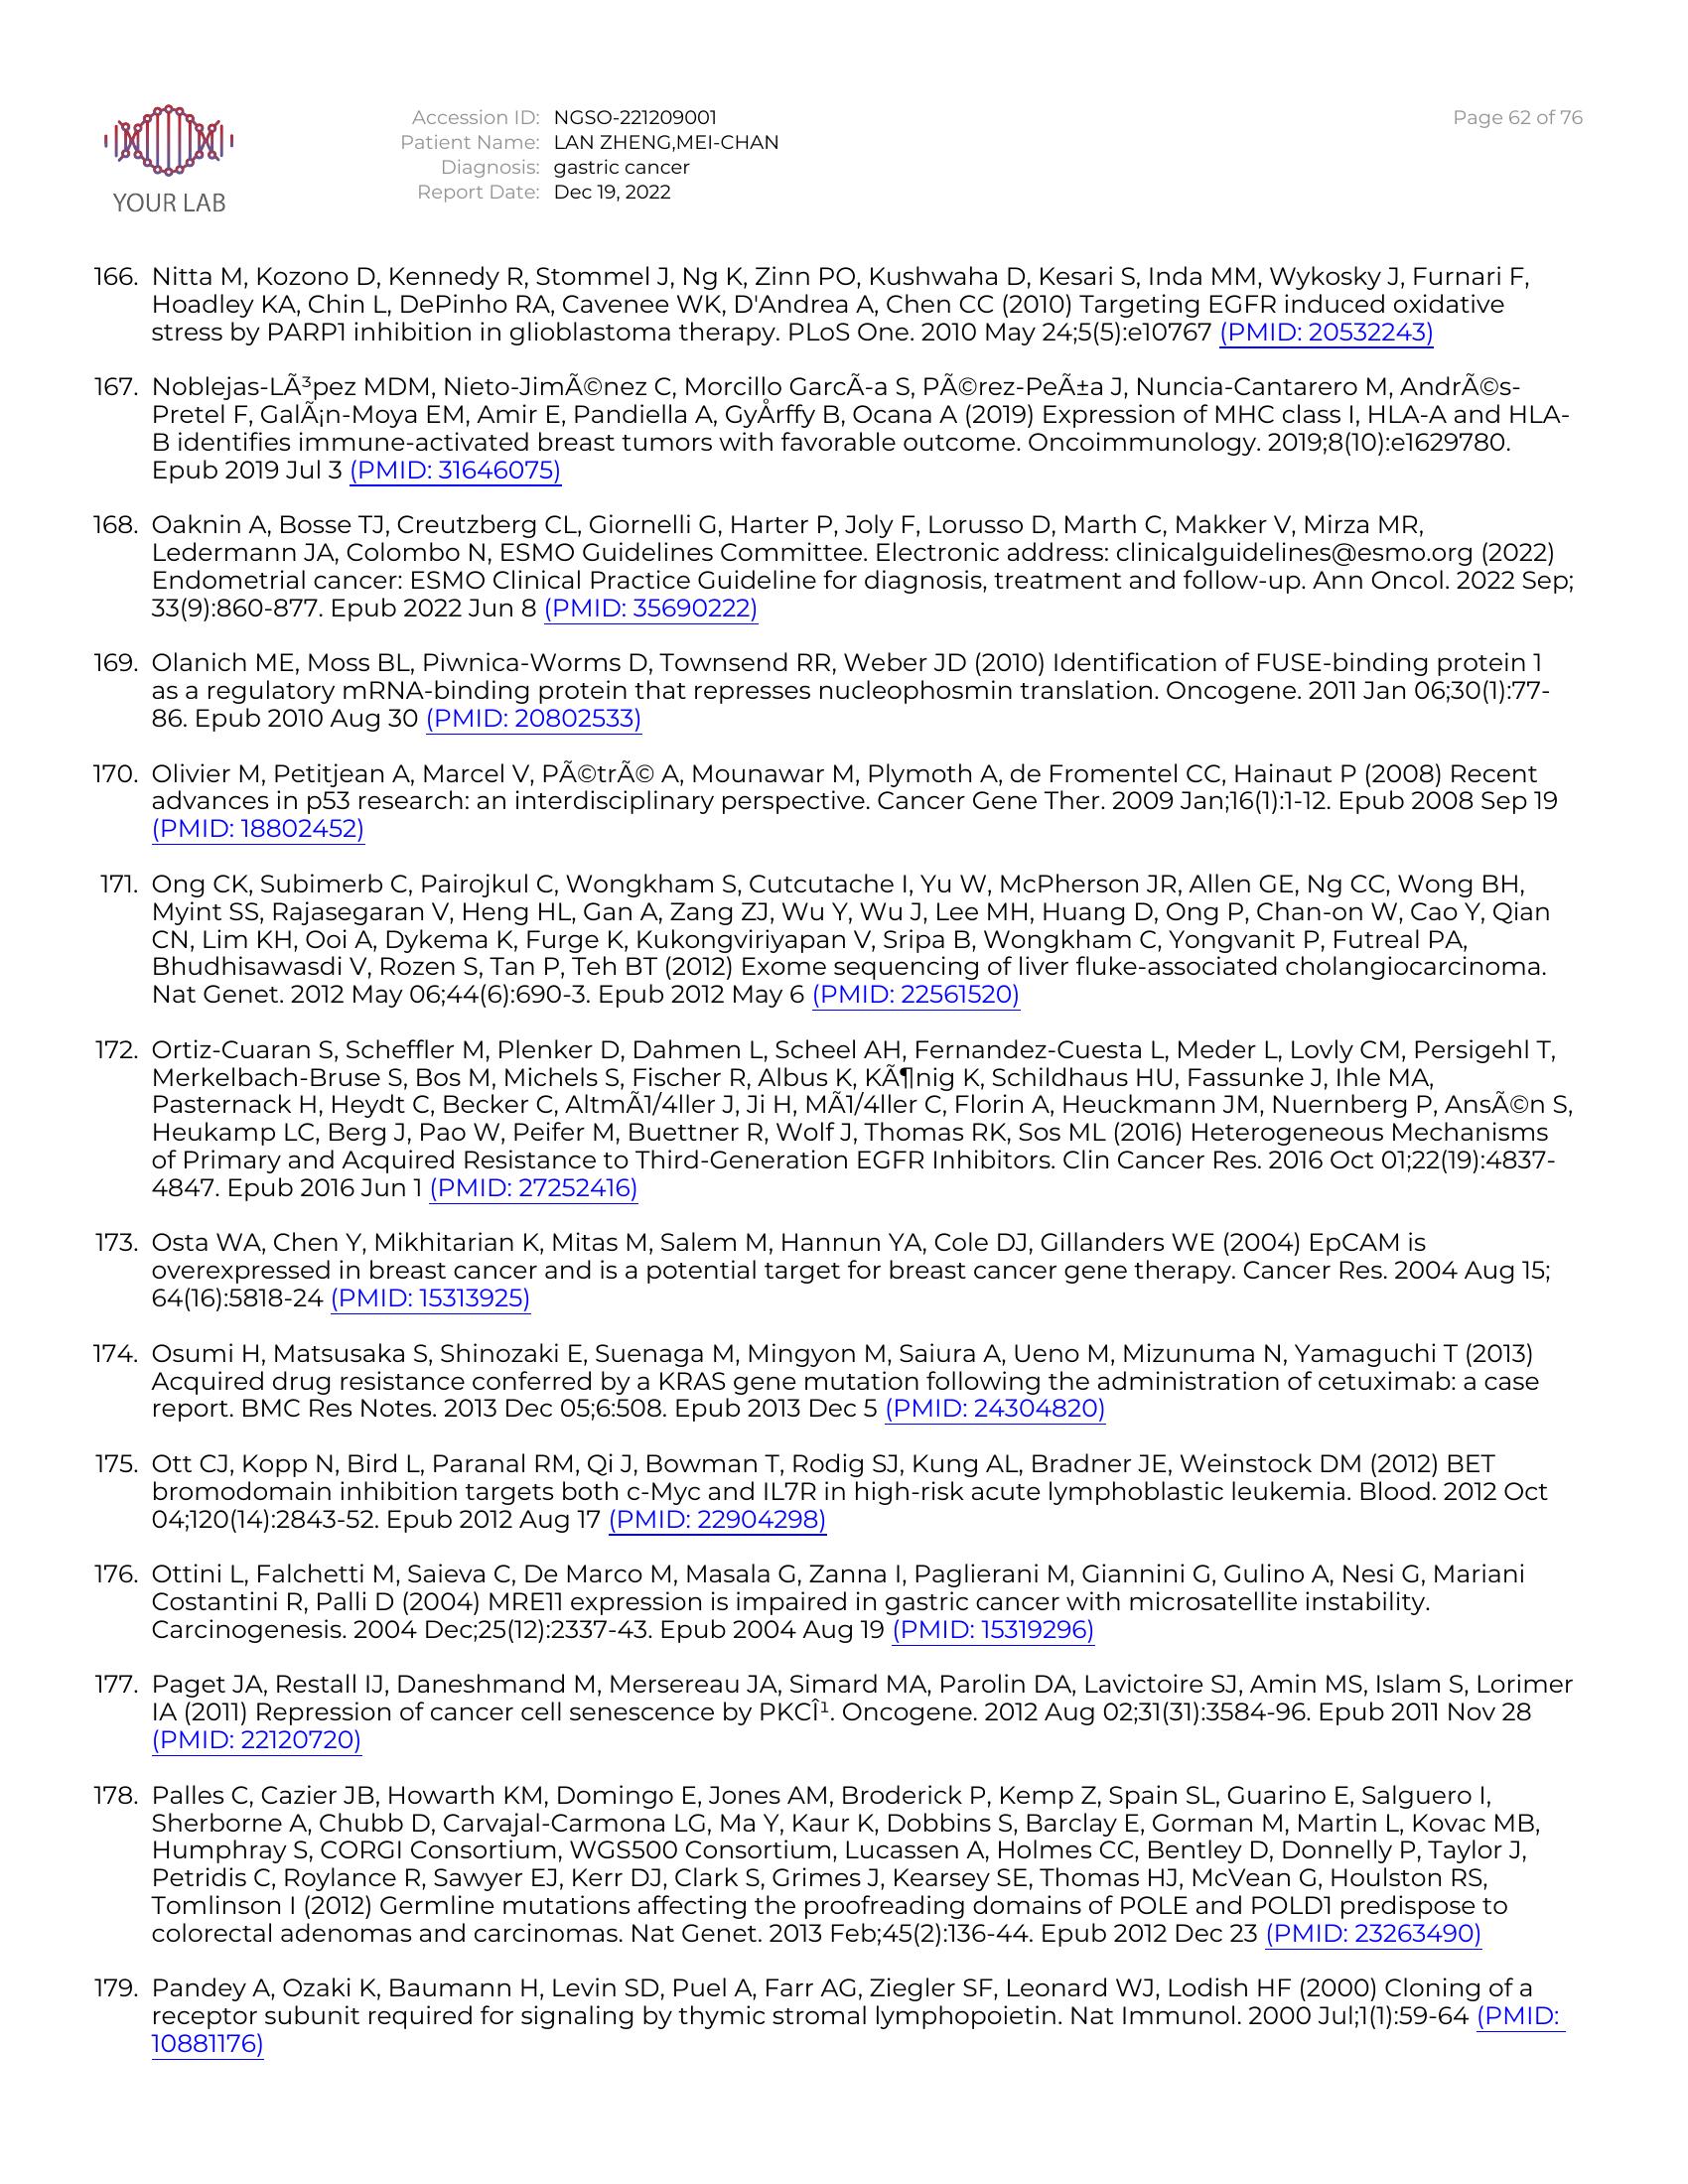 YOUR LAB
Accession ID: NGSO-221209001
Patient Name: LAN ZHENG,MEI-CHAN
Diagnosis: gastric cancer
Report Date: Dec 19, 2022
Page 62 of 76
166. Nitta M, Kozono D, Kennedy R, Stommel J, Ng K, Zinn PO, Kushwaha D, Kesari S, Inda MM, Wykosky J, Furnari F,
Hoadley KA, Chin L, DePinho RA, Cavenee WK, D'Andrea A, Chen CC (2010) Targeting EGFR induced oxidative
stress by PARP1 inhibition in glioblastoma therapy. PLoS One. 2010 May 24;5(5):e10767 (PMID: 20532243)
167. Noblejas-LÃ³pez MDM, Nieto-JimÃ©nez C, Morcillo GarcÃ-a S, PÃ©rez-PeÃ±a J, Nuncia-Cantarero M, AndrÃ©s-
Pretel F, GalÃ¡n-Moya EM, Amir E, Pandiella A, GyÅrffy B, Ocana A (2019) Expression of MHC class I, HLA-A and HLA-
B identifies immune-activated breast tumors with favorable outcome. Oncoimmunology. 2019;8(10):e1629780.
Epub 2019 Jul 3 (PMID: 31646075)
168. Oaknin A, Bosse TJ, Creutzberg CL, Giornelli G, Harter P, Joly F, Lorusso D, Marth C, Makker V, Mirza MR,
Ledermann JA, Colombo N, ESMO Guidelines Committee. Electronic address: clinicalguidelines@esmo.org (2022)
Endometrial cancer: ESMO Clinical Practice Guideline for diagnosis, treatment and follow-up. Ann Oncol. 2022 Sep;
33(9):860-877. Epub 2022 Jun 8 (PMID: 35690222)
169. Olanich ME, Moss BL, Piwnica-Worms D, Townsend RR, Weber JD (2010) Identification of FUSE-binding protein 1
as a regulatory mRNA-binding protein that represses nucleophosmin translation. Oncogene. 2011 Jan 06;30(1):77-
86. Epub 2010 Aug 30 (PMID: 20802533)
170. Olivier M, Petitjean A, Marcel V, PÃ©trÃ© A, Mounawar M, Plymoth A, de Fromentel CC, Hainaut P (2008) Recent
advances in p53 research: an interdisciplinary perspective. Cancer Gene Ther. 2009 Jan;16(1):1-12. Epub 2008 Sep 19
(PMID: 18802452)
171. Ong CK, Subimerb C, Pairojkul C, Wongkham S, Cutcutache I, Yu W, McPherson JR, Allen GE, Ng CC, Wong BH,
Myint SS, Rajasegaran V, Heng HL, Gan A, Zang ZJ, Wu Y, Wu J, Lee MH, Huang D, Ong P, Chan-on W, Cao Y, Qian
CN, Lim KH, Ooi A, Dykema K, Furge K, Kukongviriyapan V, Sripa B, Wongkham C, Yongvanit P, Futreal PA,
Bhudhisawasdi V, Rozen S, Tan P, Teh BT (2012) Exome sequencing of liver fluke-associated cholangiocarcinoma.
Nat Genet. 2012 May 06;44(6):690-3. Epub 2012 May 6 (PMID: 22561520)
172. Ortiz-Cuaran S, Scheffler M, Plenker D, Dahmen L, Scheel AH, Fernandez-Cuesta L, Meder L, Lovly CM, Persigehl T,
Merkelbach-Bruse S, Bos M, Michels S, Fischer R, Albus K, KÃ¶nig K, Schildhaus HU, Fassunke J, Ihle MA,
Pasternack H, Heydt C, Becker C, AltmÃ1/4ller J, Ji H, MÃ1/4ller C, Florin A, Heuckmann JM, Nuernberg P, AnsÃ©n S,
Heukamp LC, Berg J, Pao W, Peifer M, Buettner R, Wolf J, Thomas RK, Sos ML (2016) Heterogeneous Mechanisms
of Primary and Acquired Resistance to Third-Generation EGFR Inhibitors. Clin Cancer Res. 2016 Oct 01;22(19):4837-
4847. Epub 2016 Jun 1 (PMID: 27252416)
173. Osta WA, Chen Y, Mikhitarian K, Mitas M, Salem M, Hannun YA, Cole DJ, Gillanders WE (2004) EpCAM is
overexpressed in breast cancer and is a potential target for breast cancer gene therapy. Cancer Res. 2004 Aug 15;
64(16):5818-24 (PMID: 15313925)
174. Osumi H, Matsusaka S, Shinozaki E, Suenaga M, Mingyon M, Saiura A, Ueno M, Mizunuma N, Yamaguchi T (2013)
Acquired drug resistance conferred by a KRAS gene mutation following the administration of cetuximab: a case
report. BMC Res Notes. 2013 Dec 05;6:508. Epub 2013 Dec 5 (PMID: 24304820)
175. Ott CJ, Kopp N, Bird L, Paranal RM, Qi J, Bowman T, Rodig SJ, Kung AL, Bradner JE, Weinstock DM (2012) BET
bromodomain inhibition targets both c-Myc and IL7R in high-risk acute lymphoblastic leukemia. Blood. 2012 Oct
04;120(14):2843-52. Epub 2012 Aug 17 (PMID: 22904298)
176. Ottini L, Falchetti M, Saieva C, De Marco M, Masala G, Zanna I, Paglierani M, Giannini G, Gulino A, Nesi G, Mariani
Costantini R, Palli D (2004) MRE11 expression is impaired in gastric cancer with microsatellite instability.
Carcinogenesis. 2004 Dec;25(12):2337-43. Epub 2004 Aug 19 (PMID: 15319296)
177. Paget JA, Restall IJ, Daneshmand M, Mersereau JA, Simard MA, Parolin DA, Lavictoire SJ, Amin MS, Islam S, Lorimer
IA (2011) Repression of cancer cell senescence by PKCÎ¹. Oncogene. 2012 Aug 02;31(31):3584-96. Epub 2011 Nov 28
(PMID: 22120720)
178. Palles C, Cazier JB, Howarth KM, Domingo E, Jones AM, Broderick P, Kemp Z, Spain SL, Guarino E, Salguero I,
Sherborne A, Chubb D, Carvajal-Carmona LG, Ma Y, Kaur K, Dobbins S, Barclay E, Gorman M, Martin L, Kovac MB,
Humphray S, CORGI Consortium, WGS500 Consortium, Lucassen A, Holmes CC, Bentley D, Donnelly P, Taylor J,
Petridis C, Roylance R, Sawyer EJ, Kerr DJ, Clark S, Grimes J, Kearsey SE, Thomas HJ, McVean G, Houlston RS,
Tomlinson I (2012) Germline mutations affecting the proofreading domains of POLE and POLD1 predispose to
colorectal adenomas and carcinomas. Nat Genet. 2013 Feb;45(2):136-44. Epub 2012 Dec 23 (PMID: 23263490)
179. Pandey A, Ozaki K, Baumann H, Levin SD, Puel A, Farr AG, Ziegler SF, Leonard WJ, Lodish HF (2000) Cloning of a
receptor subunit required for signaling by thymic stromal lymphopoietin. Nat Immunol. 2000 Jul;1(1):59-64 (PMID:
10881176)